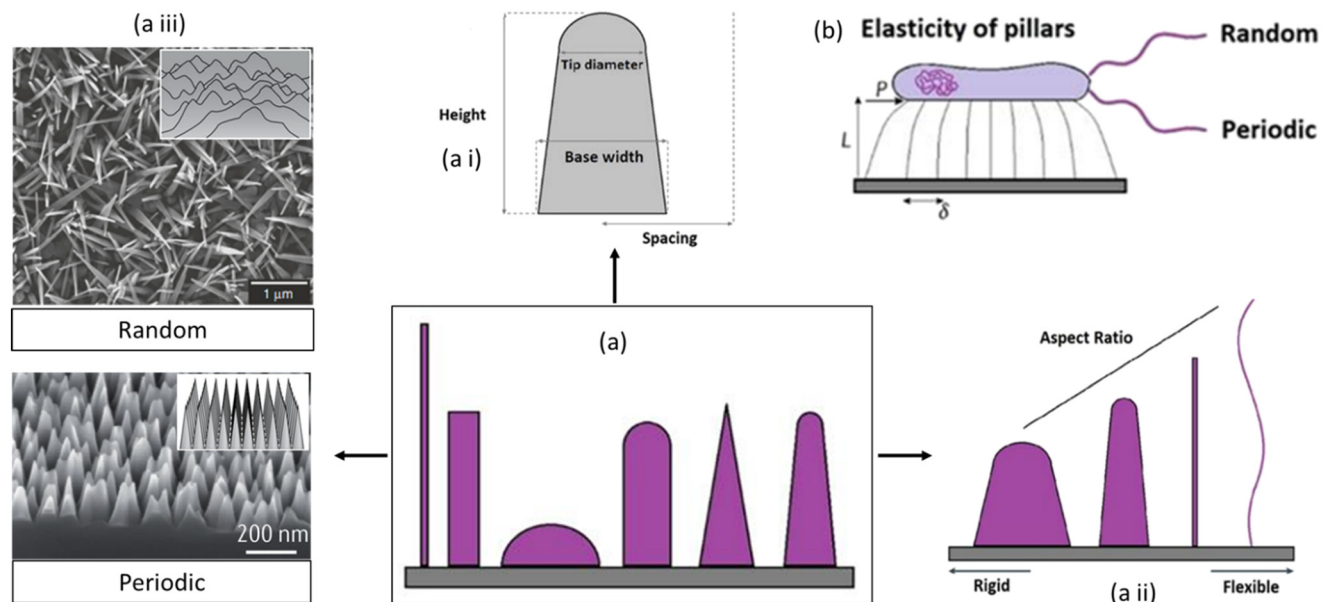 (a iii)
1 μm
Random
200 nm
Periodic
Tip diameter
Height
(a i)
Base width
Spacing
(a)
(b) Elasticity of pillars
Random
P
Periodic
L
δ
Aspect Ratio
Rigid
Flexible
(a ii)